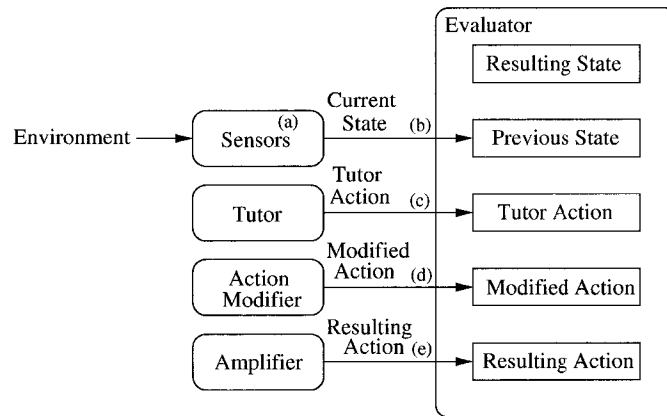 Evaluator
Resulting State
Environment
(a)
Sensors
Current
State
(b)
Previous State
Tutor
Tutor
Action
(c)
Tutor Action
Action
Modifier
Modified
Action
(d)
Modified Action
Amplifier
Resulting
Action
(e)
Resulting Action